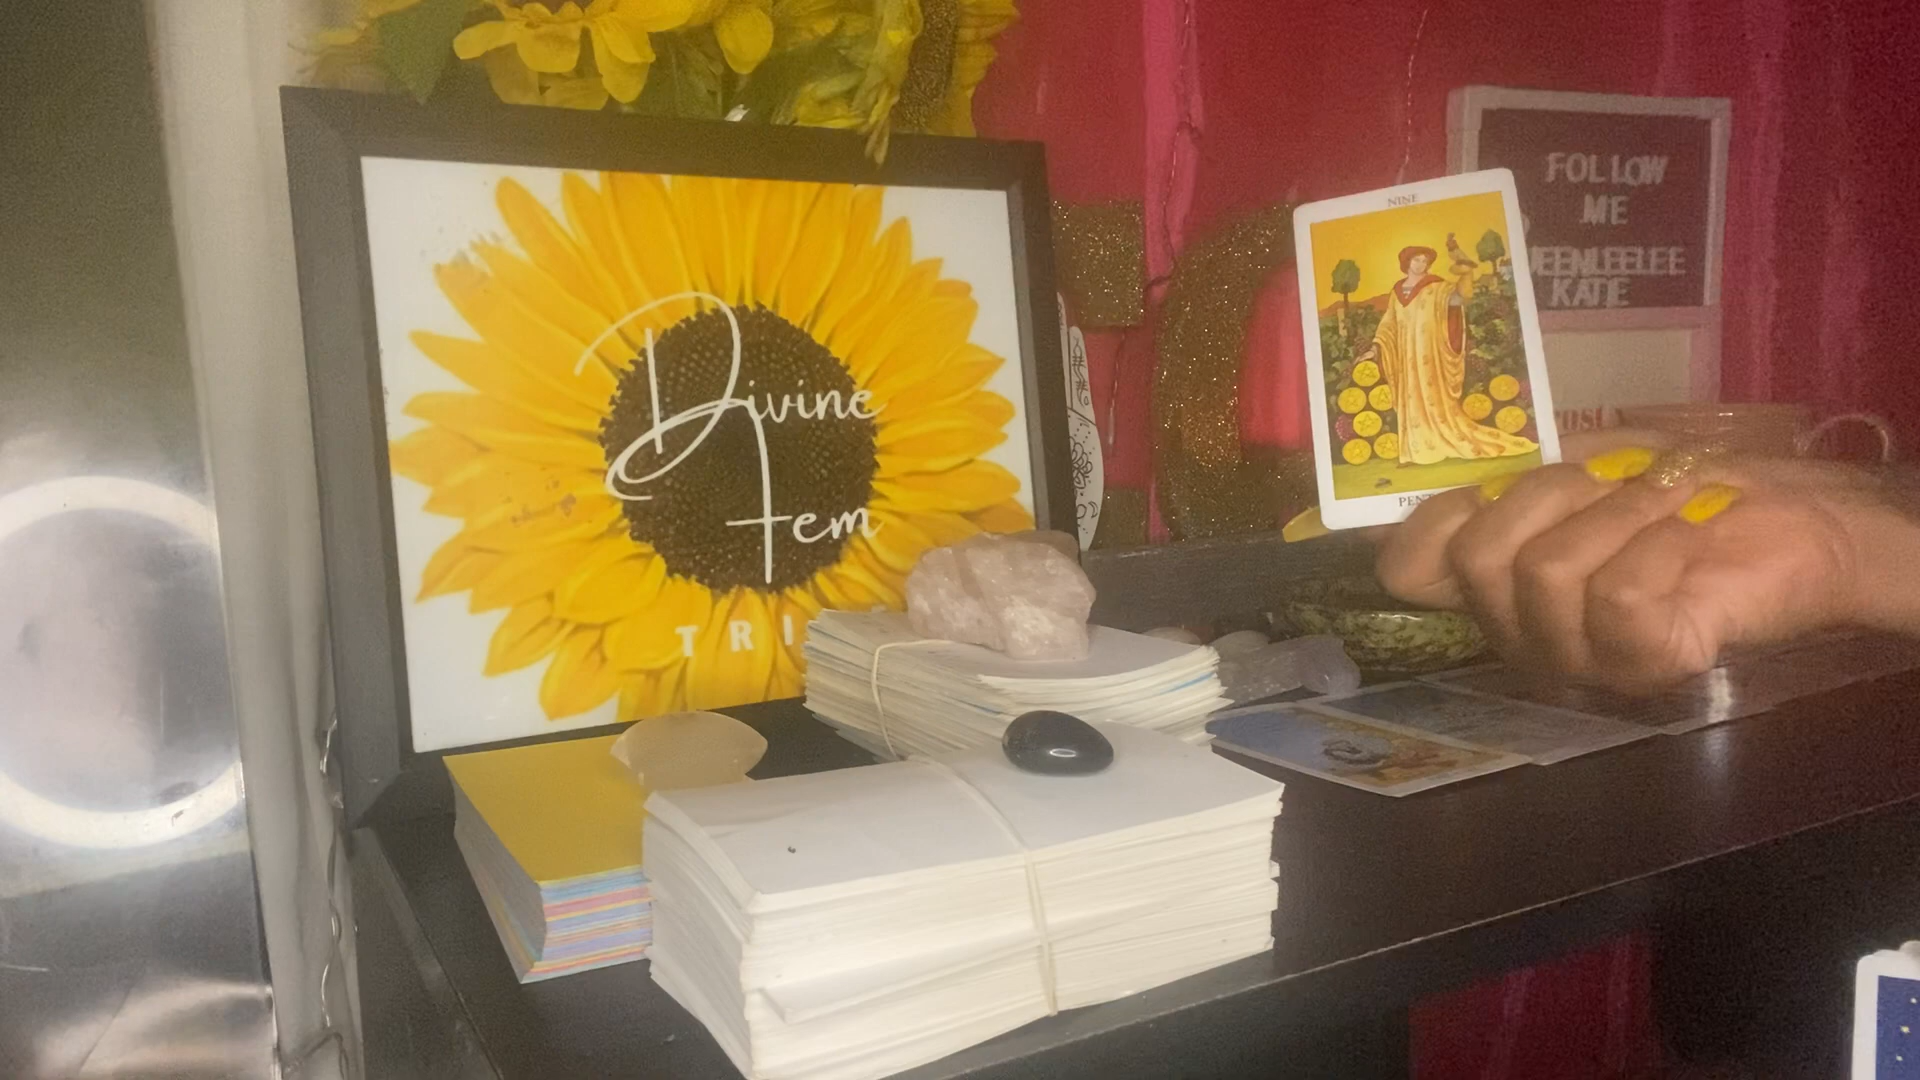 Divine
Fem
TRI
NINE
PENT
FOLLOW
ME
EENLEELEE
KATE